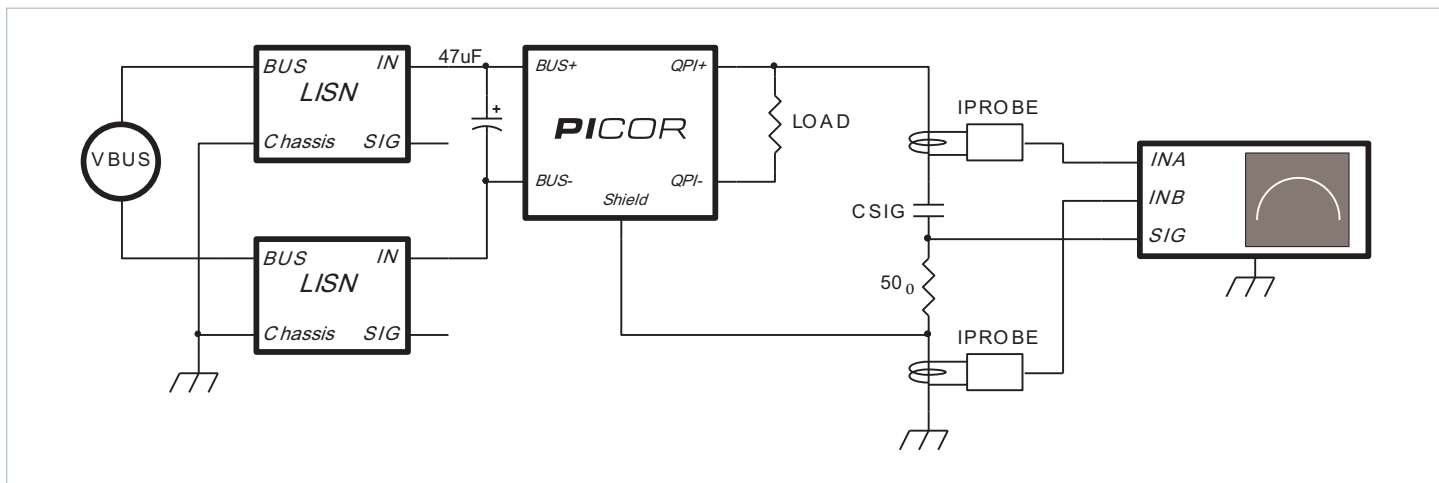 VBUS
BUS IN
LISN
Chassis SIG
BUS IN
LISN
Chassis SIG
47uF
+
BUS+ QPI+
PICOR
BUS- QPI-
Shield
LOAD
IPROBE
CSIG
50 0
IPROBE
INA
INB
SIG